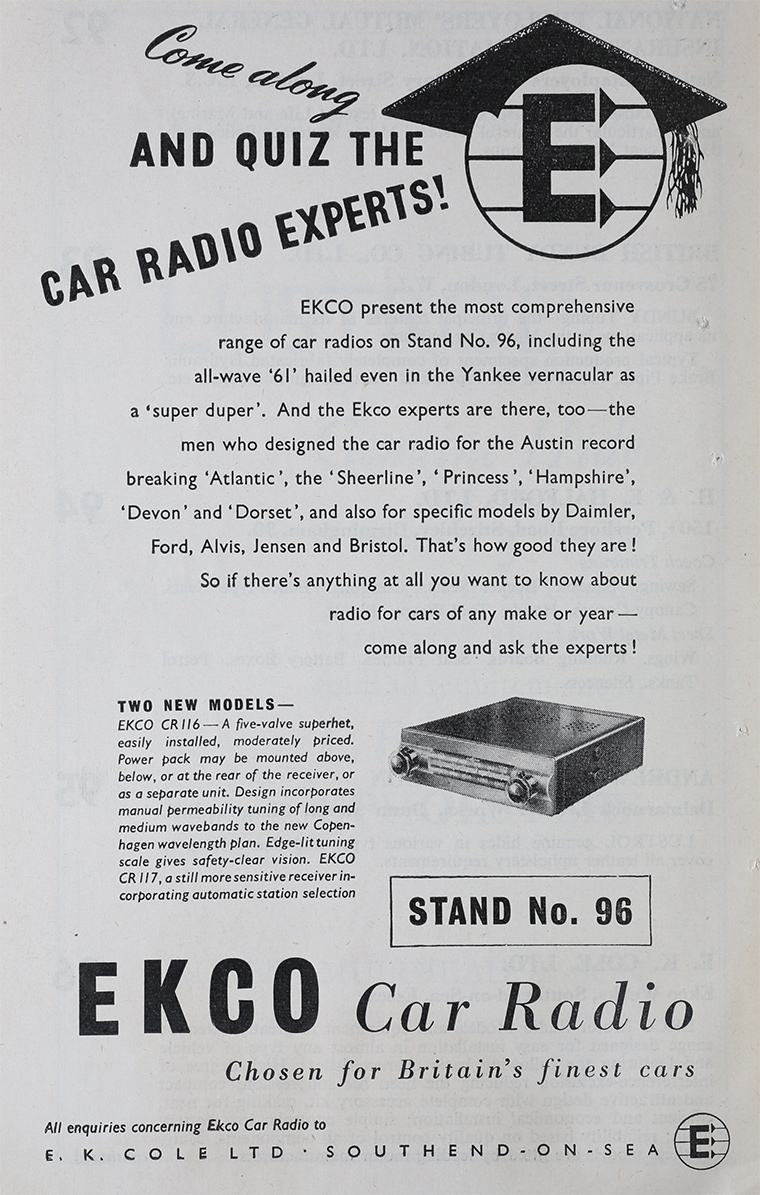 Come along
AND QUIZ THE
CAR RADIO EXPERTS!
E
EKCO present the most comprehensive
range of car radios on Stand No. 96, including the
all-wave ‘61’ hailed even in the Yankee vernacular as
a ‘super duper’. And the Ekco experts are there, too—the
men who designed the car radio for the Austin record
breaking ‘Atlantic’, the ‘Sheerline’, ‘Princess’, ‘Hampshire’,
‘Devon’ and ‘Dorset’, and also for specific models by Daimler,
Ford, Alvis, Jensen and Bristol. That’s how good they are!
So if there’s anything at all you want to know about
radio for cars of any make or year—
come along and ask the experts!
TWO NEW MODELS—
EKCO CR116—A five-valve superhet,
easily installed, moderately priced.
Power pack may be mounted above,
below, or at the rear of the receiver, or
as a separate unit. Design incorporates
manual permeability tuning of long and
medium wavebands to the new Copen-
hagen wavelength plan. Edge-lit tuning
scale gives safety-clear vision. EKCO
CR117, a still more sensitive receiver in-
corporating automatic station selection
STAND No. 96
EKCO Car Radio
Chosen for Britain’s finest cars
All enquiries concerning Ekco Car Radio to
E. K. COLE LTD · SOUTHEND-ON-SEA
E